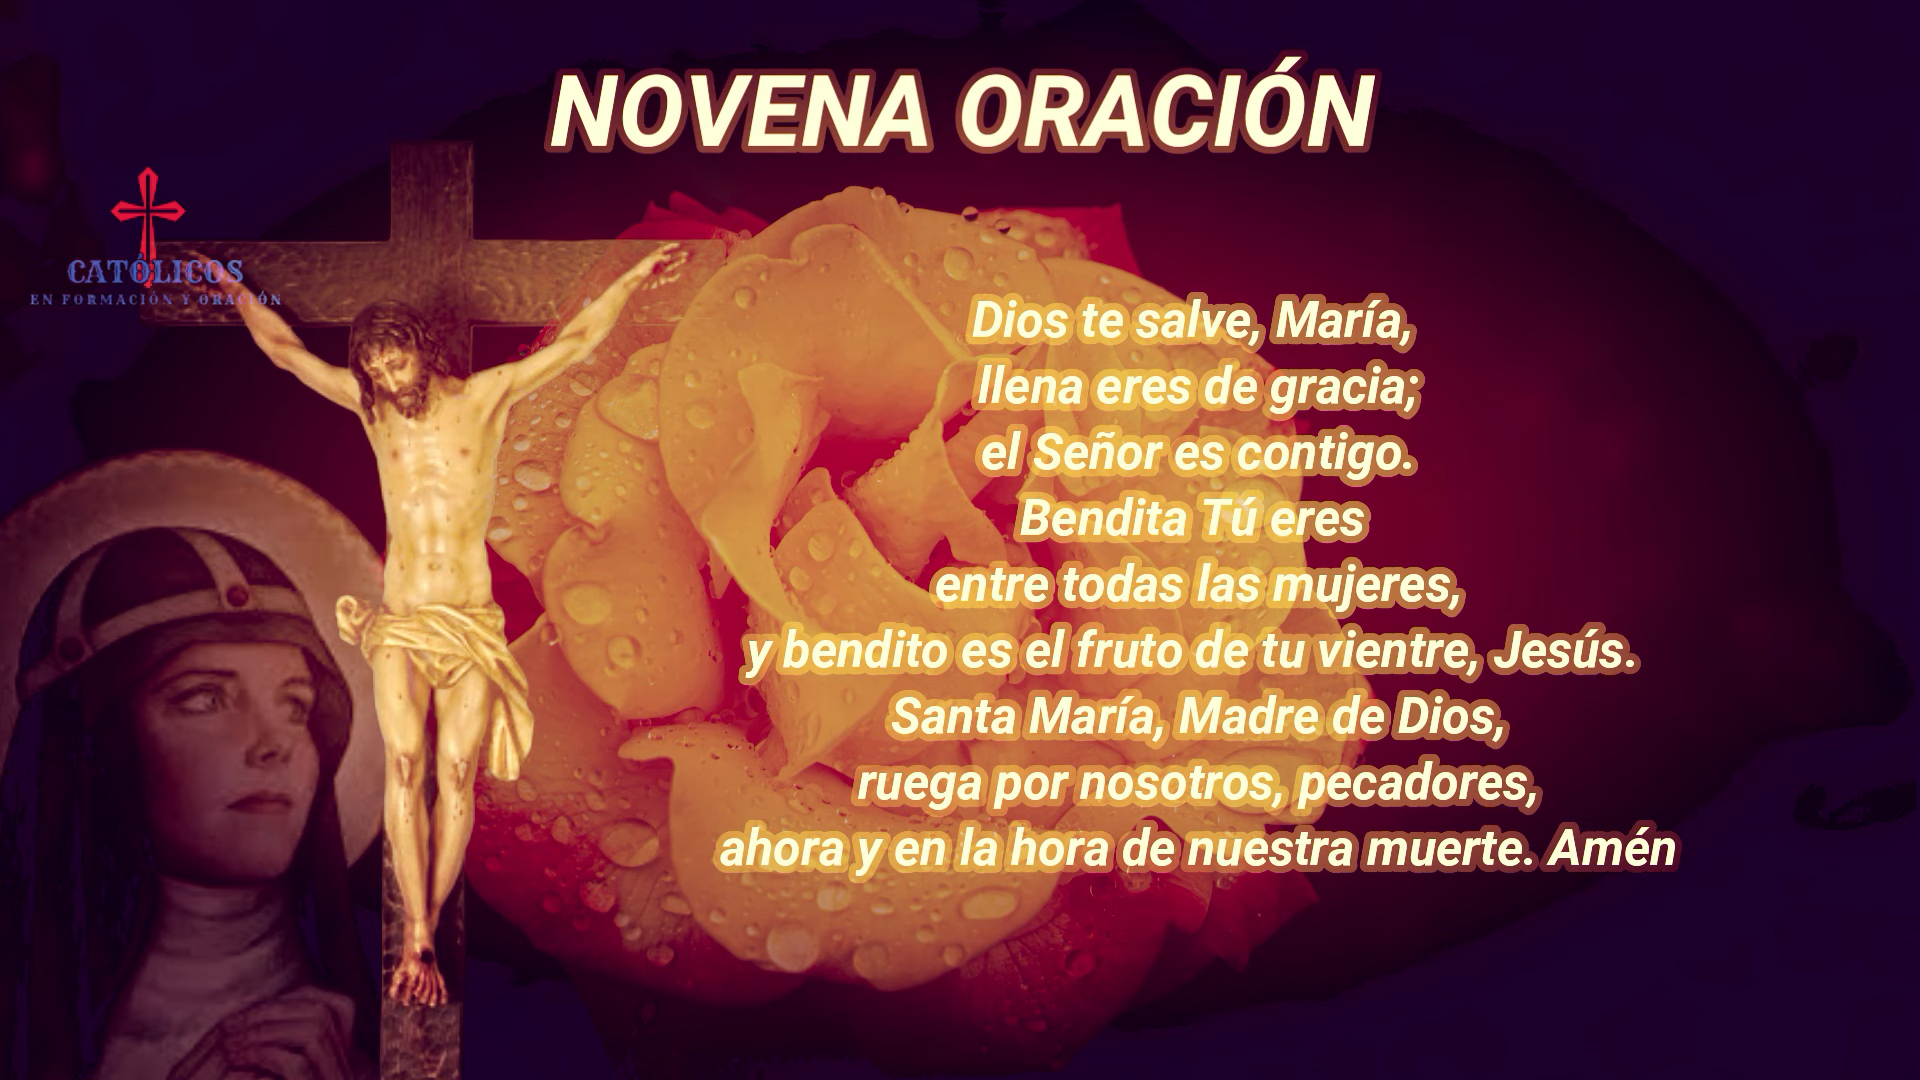 NOVENA ORACIÓN
CATÓLICOS
EN FORMACIÓN Y ORACIÓN
Dios te salve, María,
llena eres de gracia;
el Señor es contigo.
Bendita Tú eres
entre todas las mujeres,
y bendito es el fruto de tu vientre, Jesús.
Santa María, Madre de Dios,
ruega por nosotros, pecadores,
ahora y en la hora de nuestra muerte. Amén